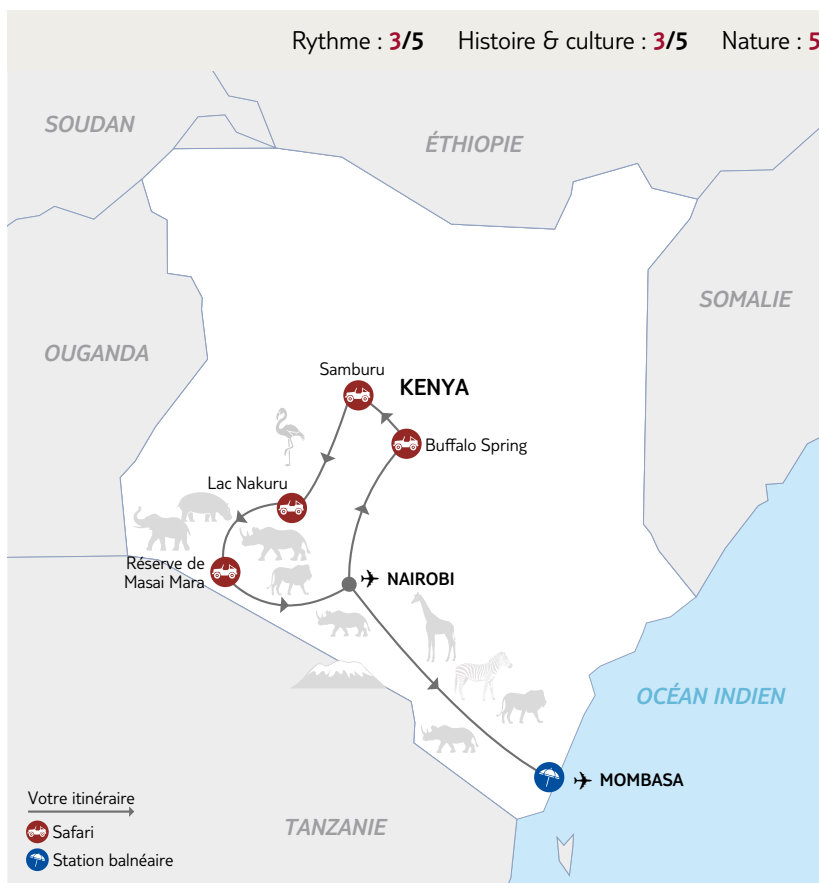 Rythme : 3/5 Histoire & culture : 3/5 Nature : 5
SOUDAN
ÉTHIOPIE
SOMALIE
OUGANDA
Samburu
KENYA
Buffalo Spring
Lac Nakuru
Réserve de
Masai Mara
NAIROBI
OCÉAN INDIEN
MOMBASA
Votre itinéraire
Safari
Station balnéaire
TANZANIE